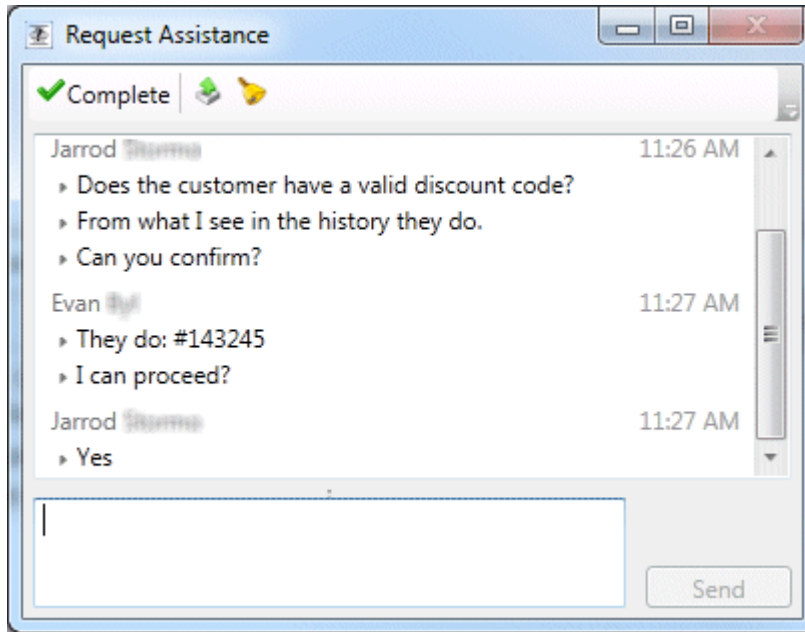 Request Assistance
Complete
Jarrod 11:26 AM
Does the customer have a valid discount code?
From what I see in the history they do.
Can you confirm?
Evan 11:27 AM
They do: #143245
I can proceed?
Jarrod 11:27 AM
Yes
Send